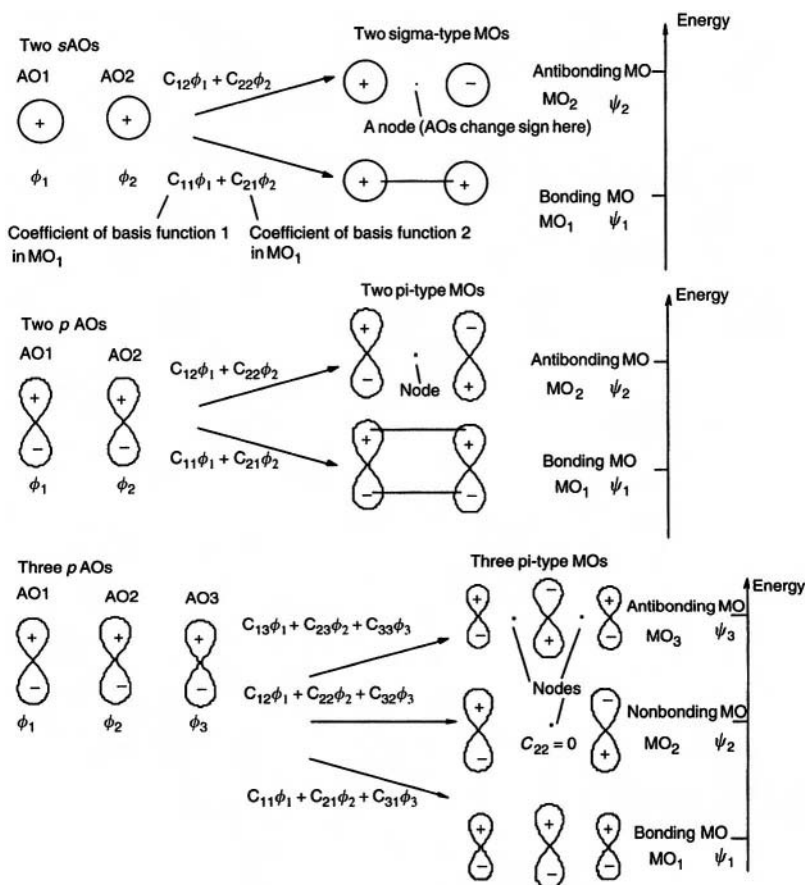 Energy
Two sAOs
Two sigma-type MOs
AO1 AO2
C₁₂ϕ₁ + C₂₂ϕ₂
+ + + · −
Antibonding MO
MO₂ ψ₂
A node (AOs change sign here)
ϕ₁ ϕ₂
C₁₁ϕ₁ + C₂₁ϕ₂
+ +
Bonding MO
MO₁ ψ₁
Coefficient of basis function 1
in MO₁
Coefficient of basis function 2
in MO₁
Energy
Two pi-type MOs
Two p AOs
AO1 AO2
C₁₂ϕ₁ + C₂₂ϕ₂
+ −
− +
Node
Antibonding MO
MO₂ ψ₂
+ +
− −
ϕ₁ ϕ₂
C₁₁ϕ₁ + C₂₁ϕ₂
+ +
− −
Bonding MO
MO₁ ψ₁
Three p AOs
Three pi-type MOs
Energy
AO1 AO2 AO3
C₁₃ϕ₁ + C₂₃ϕ₂ + C₃₃ϕ₃
+ − +
− + −
Antibonding MO
MO₃ ψ₃
+ + +
− − −
ϕ₁ ϕ₂ ϕ₃
C₁₂ϕ₁ + C₂₂ϕ₂ + C₃₂ϕ₃
Nodes
+ −
− +
C₂₂ = 0
Nonbonding MO
MO₂ ψ₂
C₁₁ϕ₁ + C₂₁ϕ₂ + C₃₁ϕ₃
+ + +
− − −
Bonding MO
MO₁ ψ₁